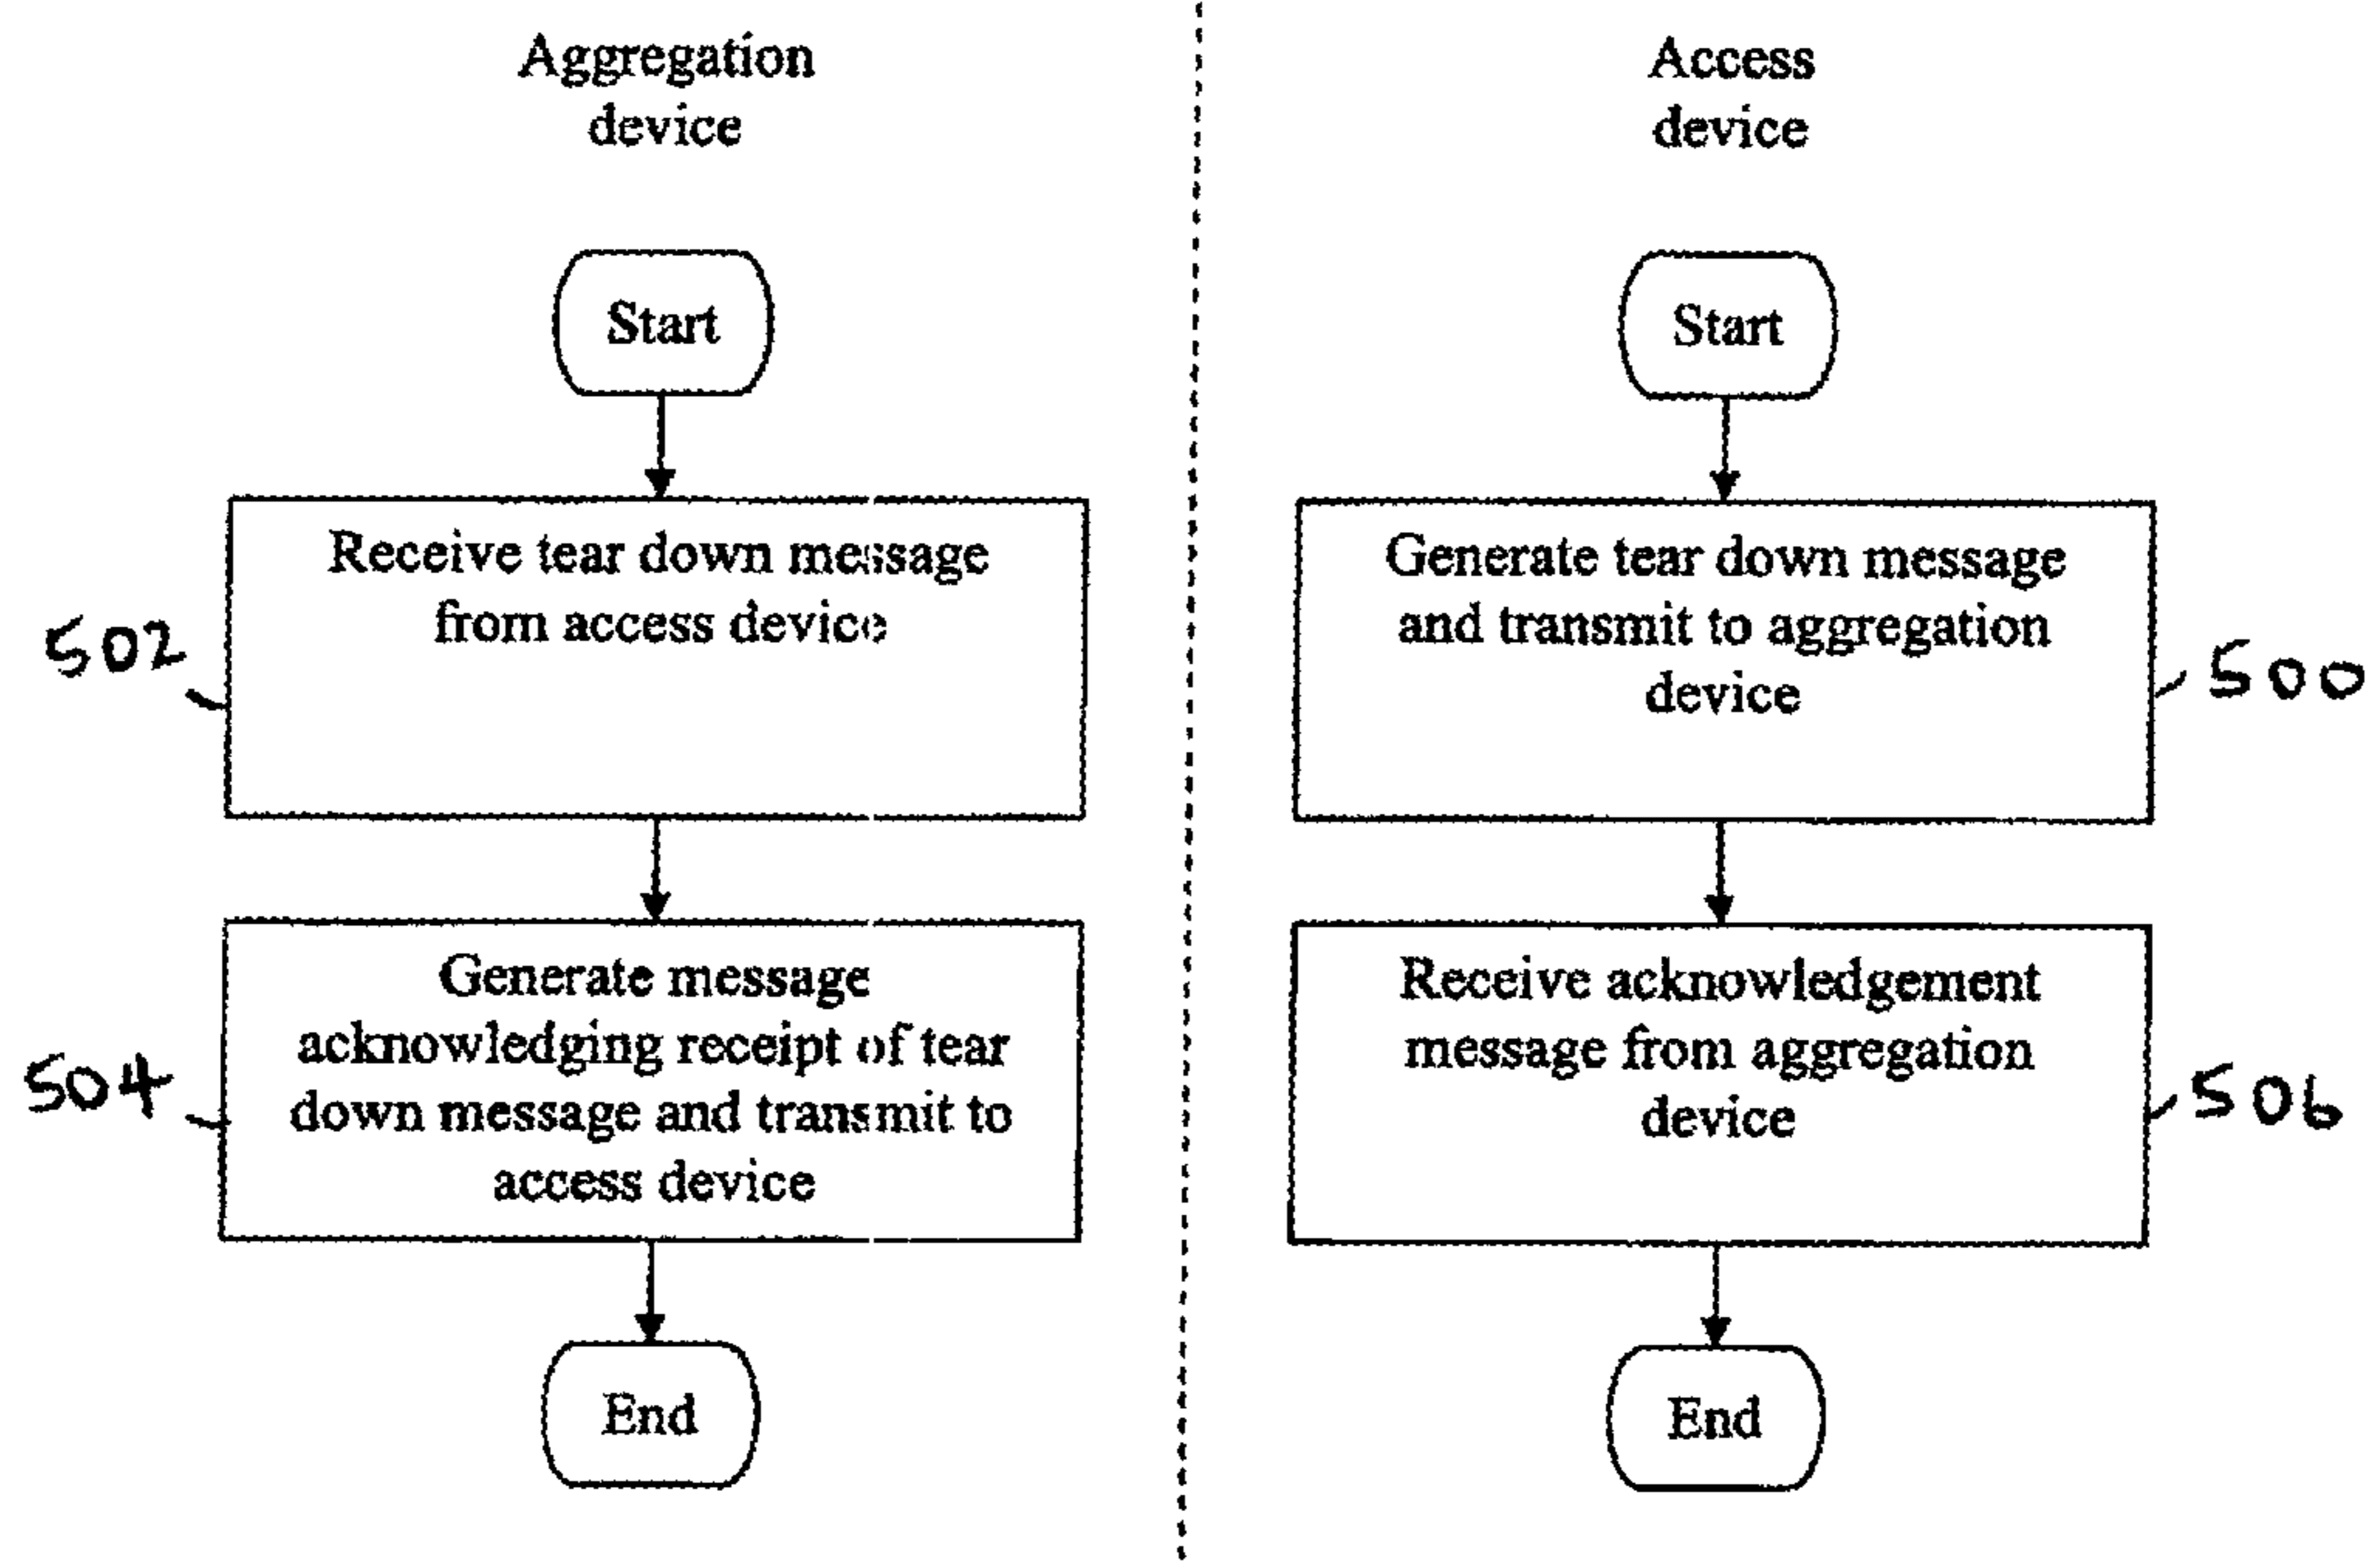 Aggregation
device
Start
Receive tear down message
from access device
502
Generate message
acknowledging receipt of tear
down message and transmit to
access device
504
End
Access
device
Start
Generate tear down message
and transmit to aggregation
device
500
Receive acknowledgement
message from aggregation
device
506
End